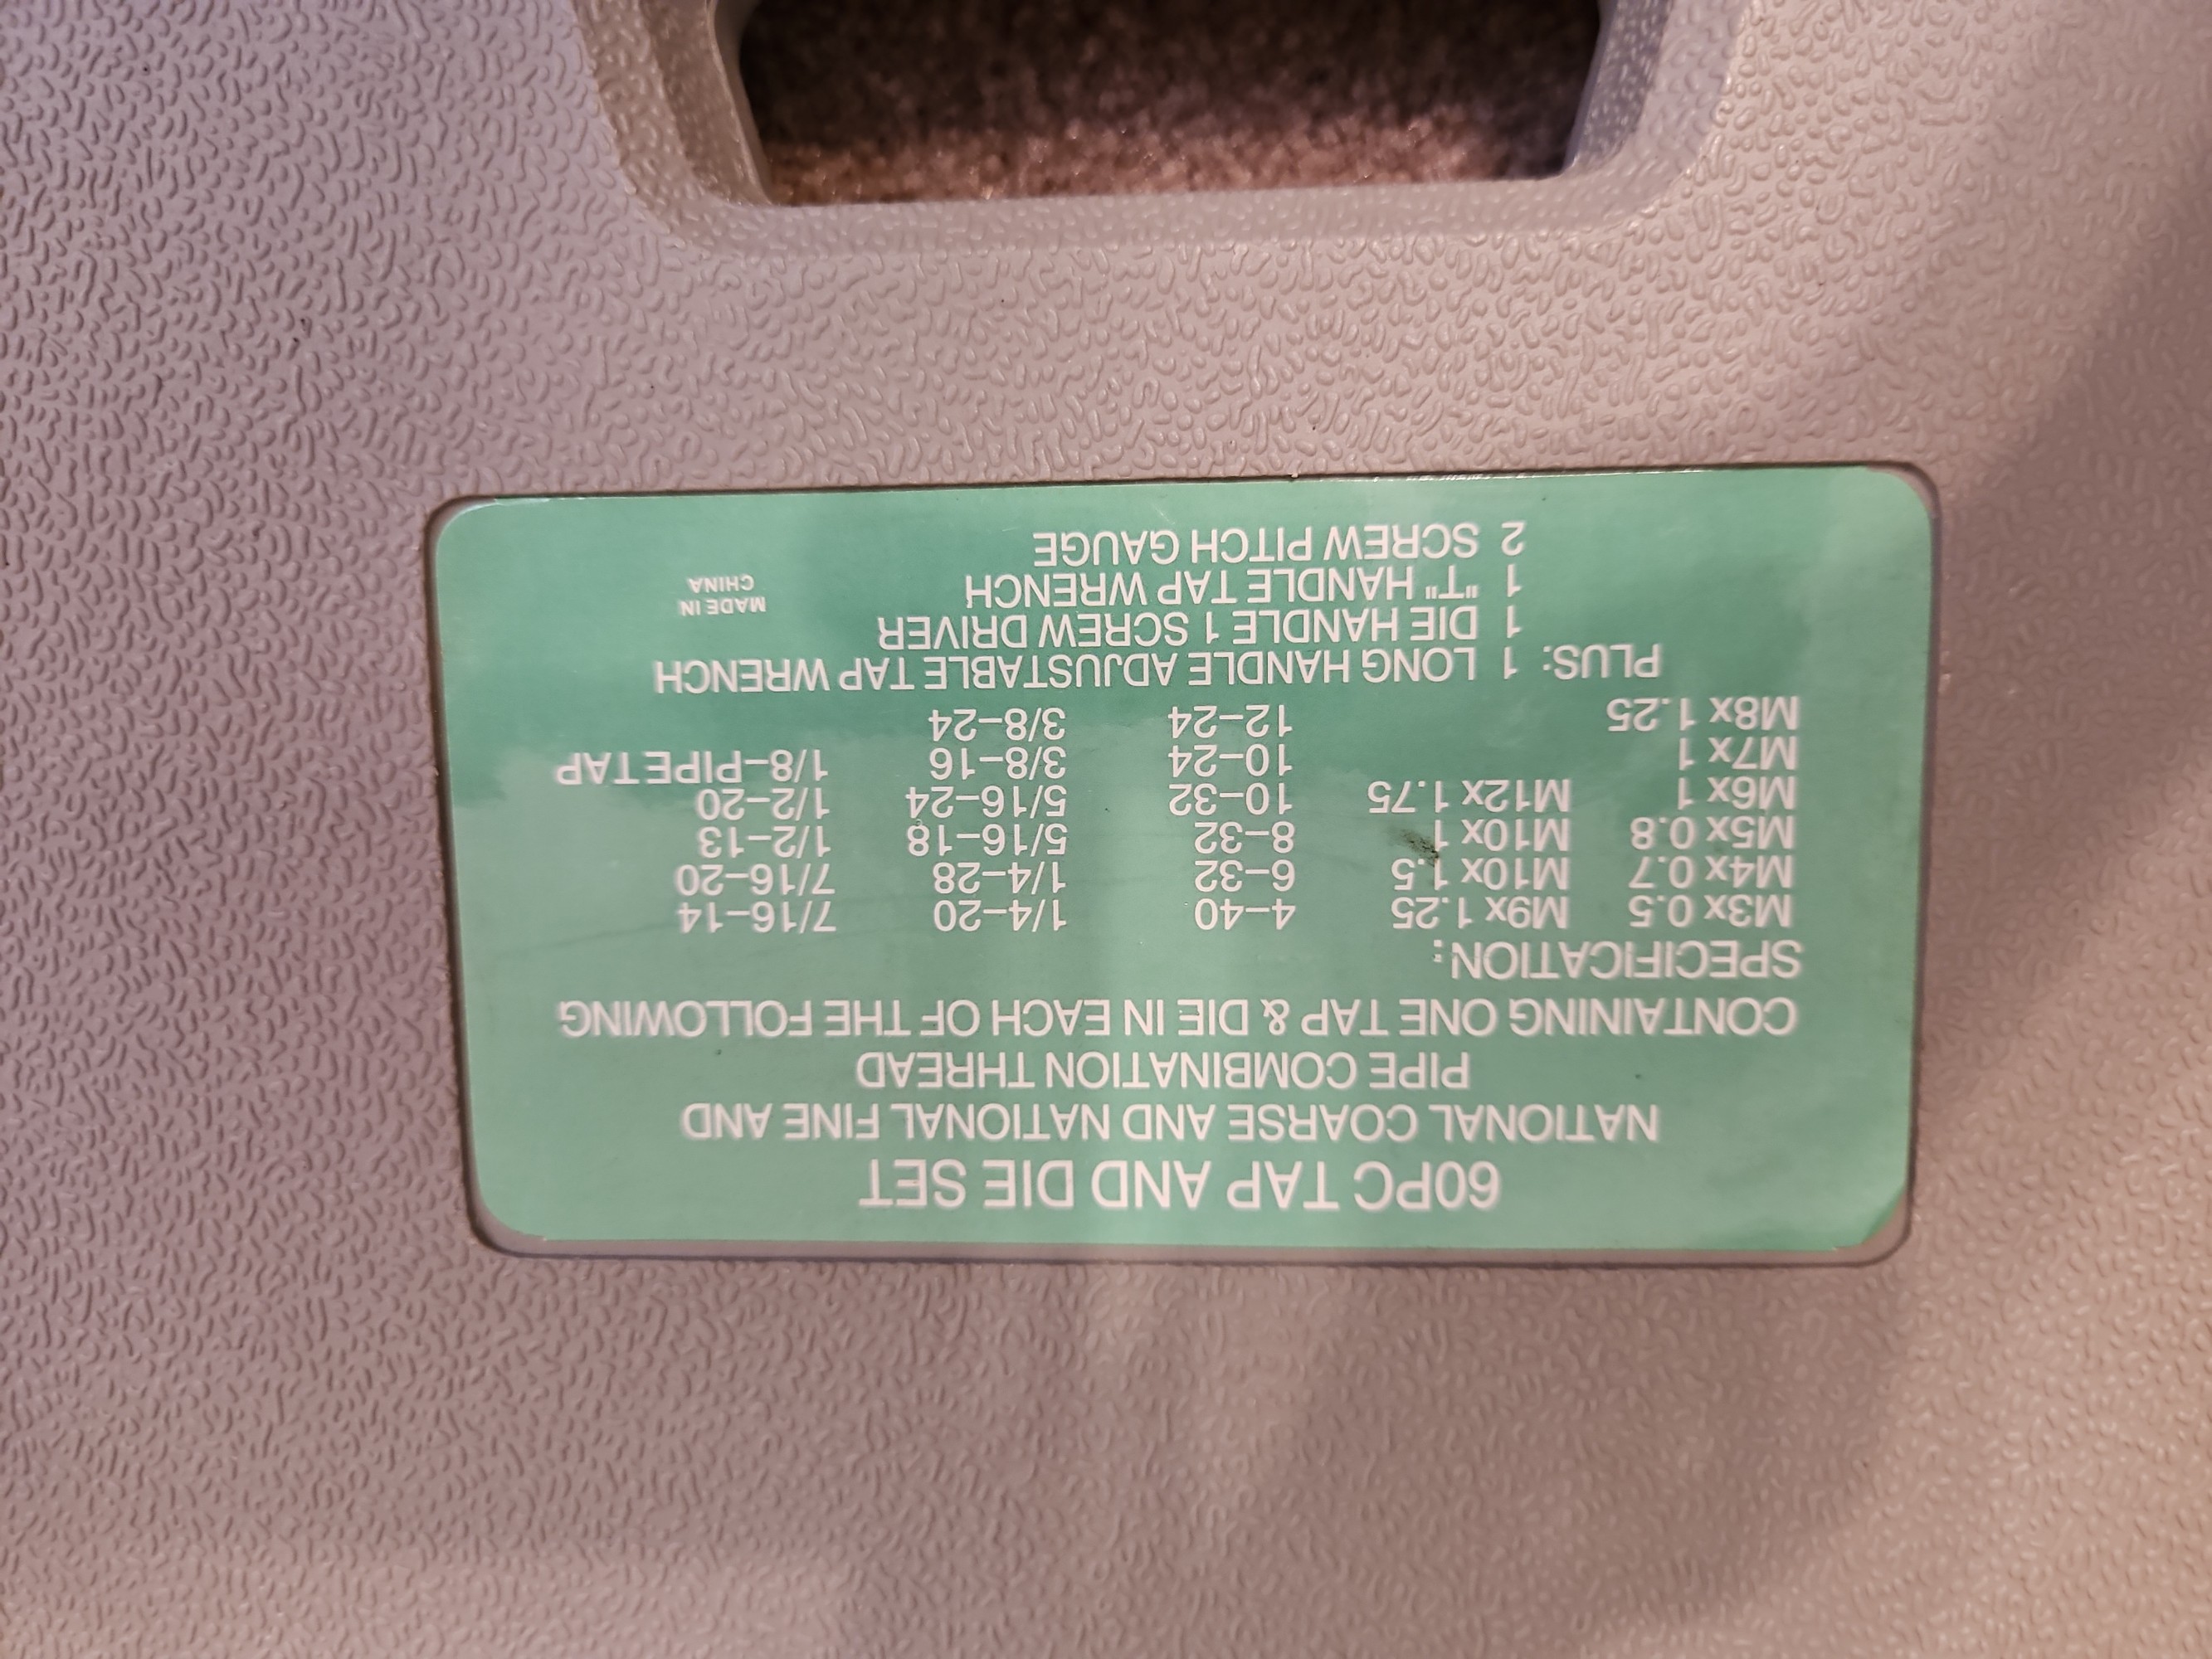 60PC TAP AND DIE SET
NATIONAL COARSE AND NATIONAL FINE AND
PIPE COMBINATION THREAD
CONTAINING ONE TAP & DIE IN EACH OF THE FOLLOWING
SPECIFICATION:
M3x 0.5 M9x 1.25 4–40 1/4–20 7/16–14
M4x 0.7 M10x 1.5 6–32 1/4–28 7/16–20
M5x 0.8 M10x 1 8–32 5/16–18 1/2–13
M6x 1 M12x 1.75 10–32 5/16–24 1/2–20
M7x 1 10–24 3/8–16 1/8–PIPE TAP
M8x 1.25 12–24 3/8–24
PLUS: 1 LONG HANDLE ADJUSTABLE TAP WRENCH
1 DIE HANDLE 1 SCREW DRIVER
1 "T" HANDLE TAP WRENCH
2 SCREW PITCH GAUGE
MADE IN
CHINA